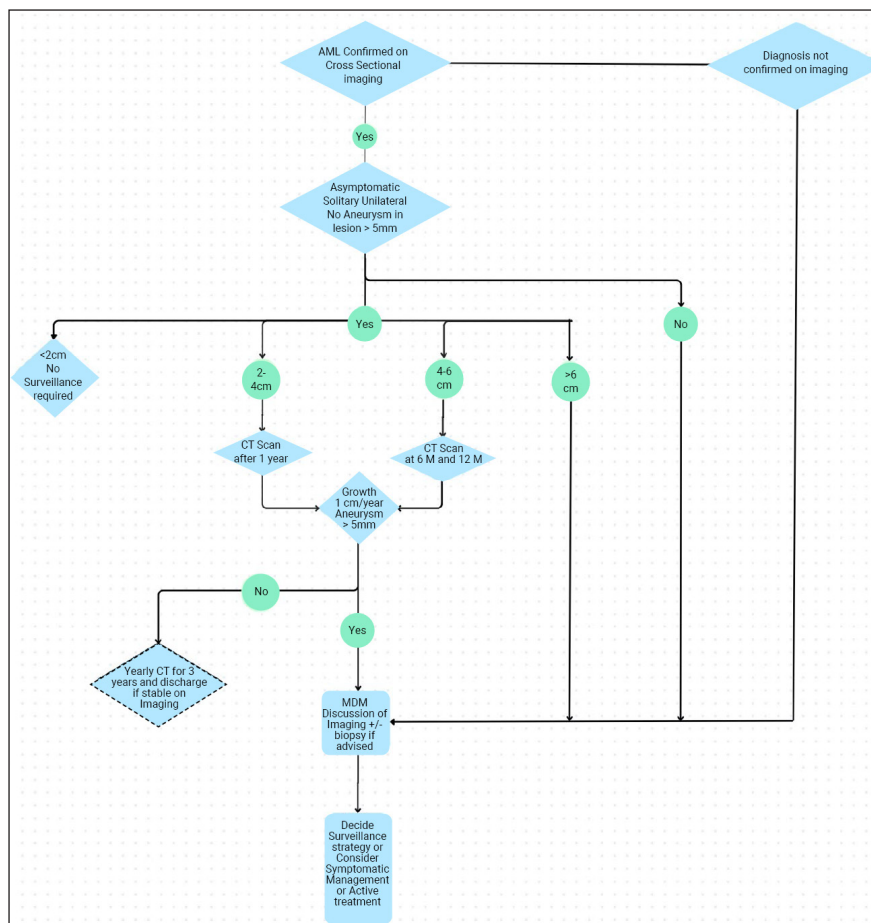 AML Confirmed on
Cross Sectional
imaging
Diagnosis not
confirmed on imaging
Yes
Asymptomatic
Solitary Unilateral
No Aneurysm in
lesion > 5mm
Yes
No
<2cm
No
Surveillance
required
2-
4cm
4-6
cm
>6
cm
CT Scan
after 1 year
CT Scan
at 6 M and 12 M
Growth
1 cm/year
Aneurysm
> 5mm
No
Yes
Yearly CT for 3
years and discharge
if stable on
Imaging
MDM
Discussion of
Imaging +/-
biopsy if
advised
Decide
Surveillance
strategy or
Consider
Symptomatic
Management
or Active
treatment